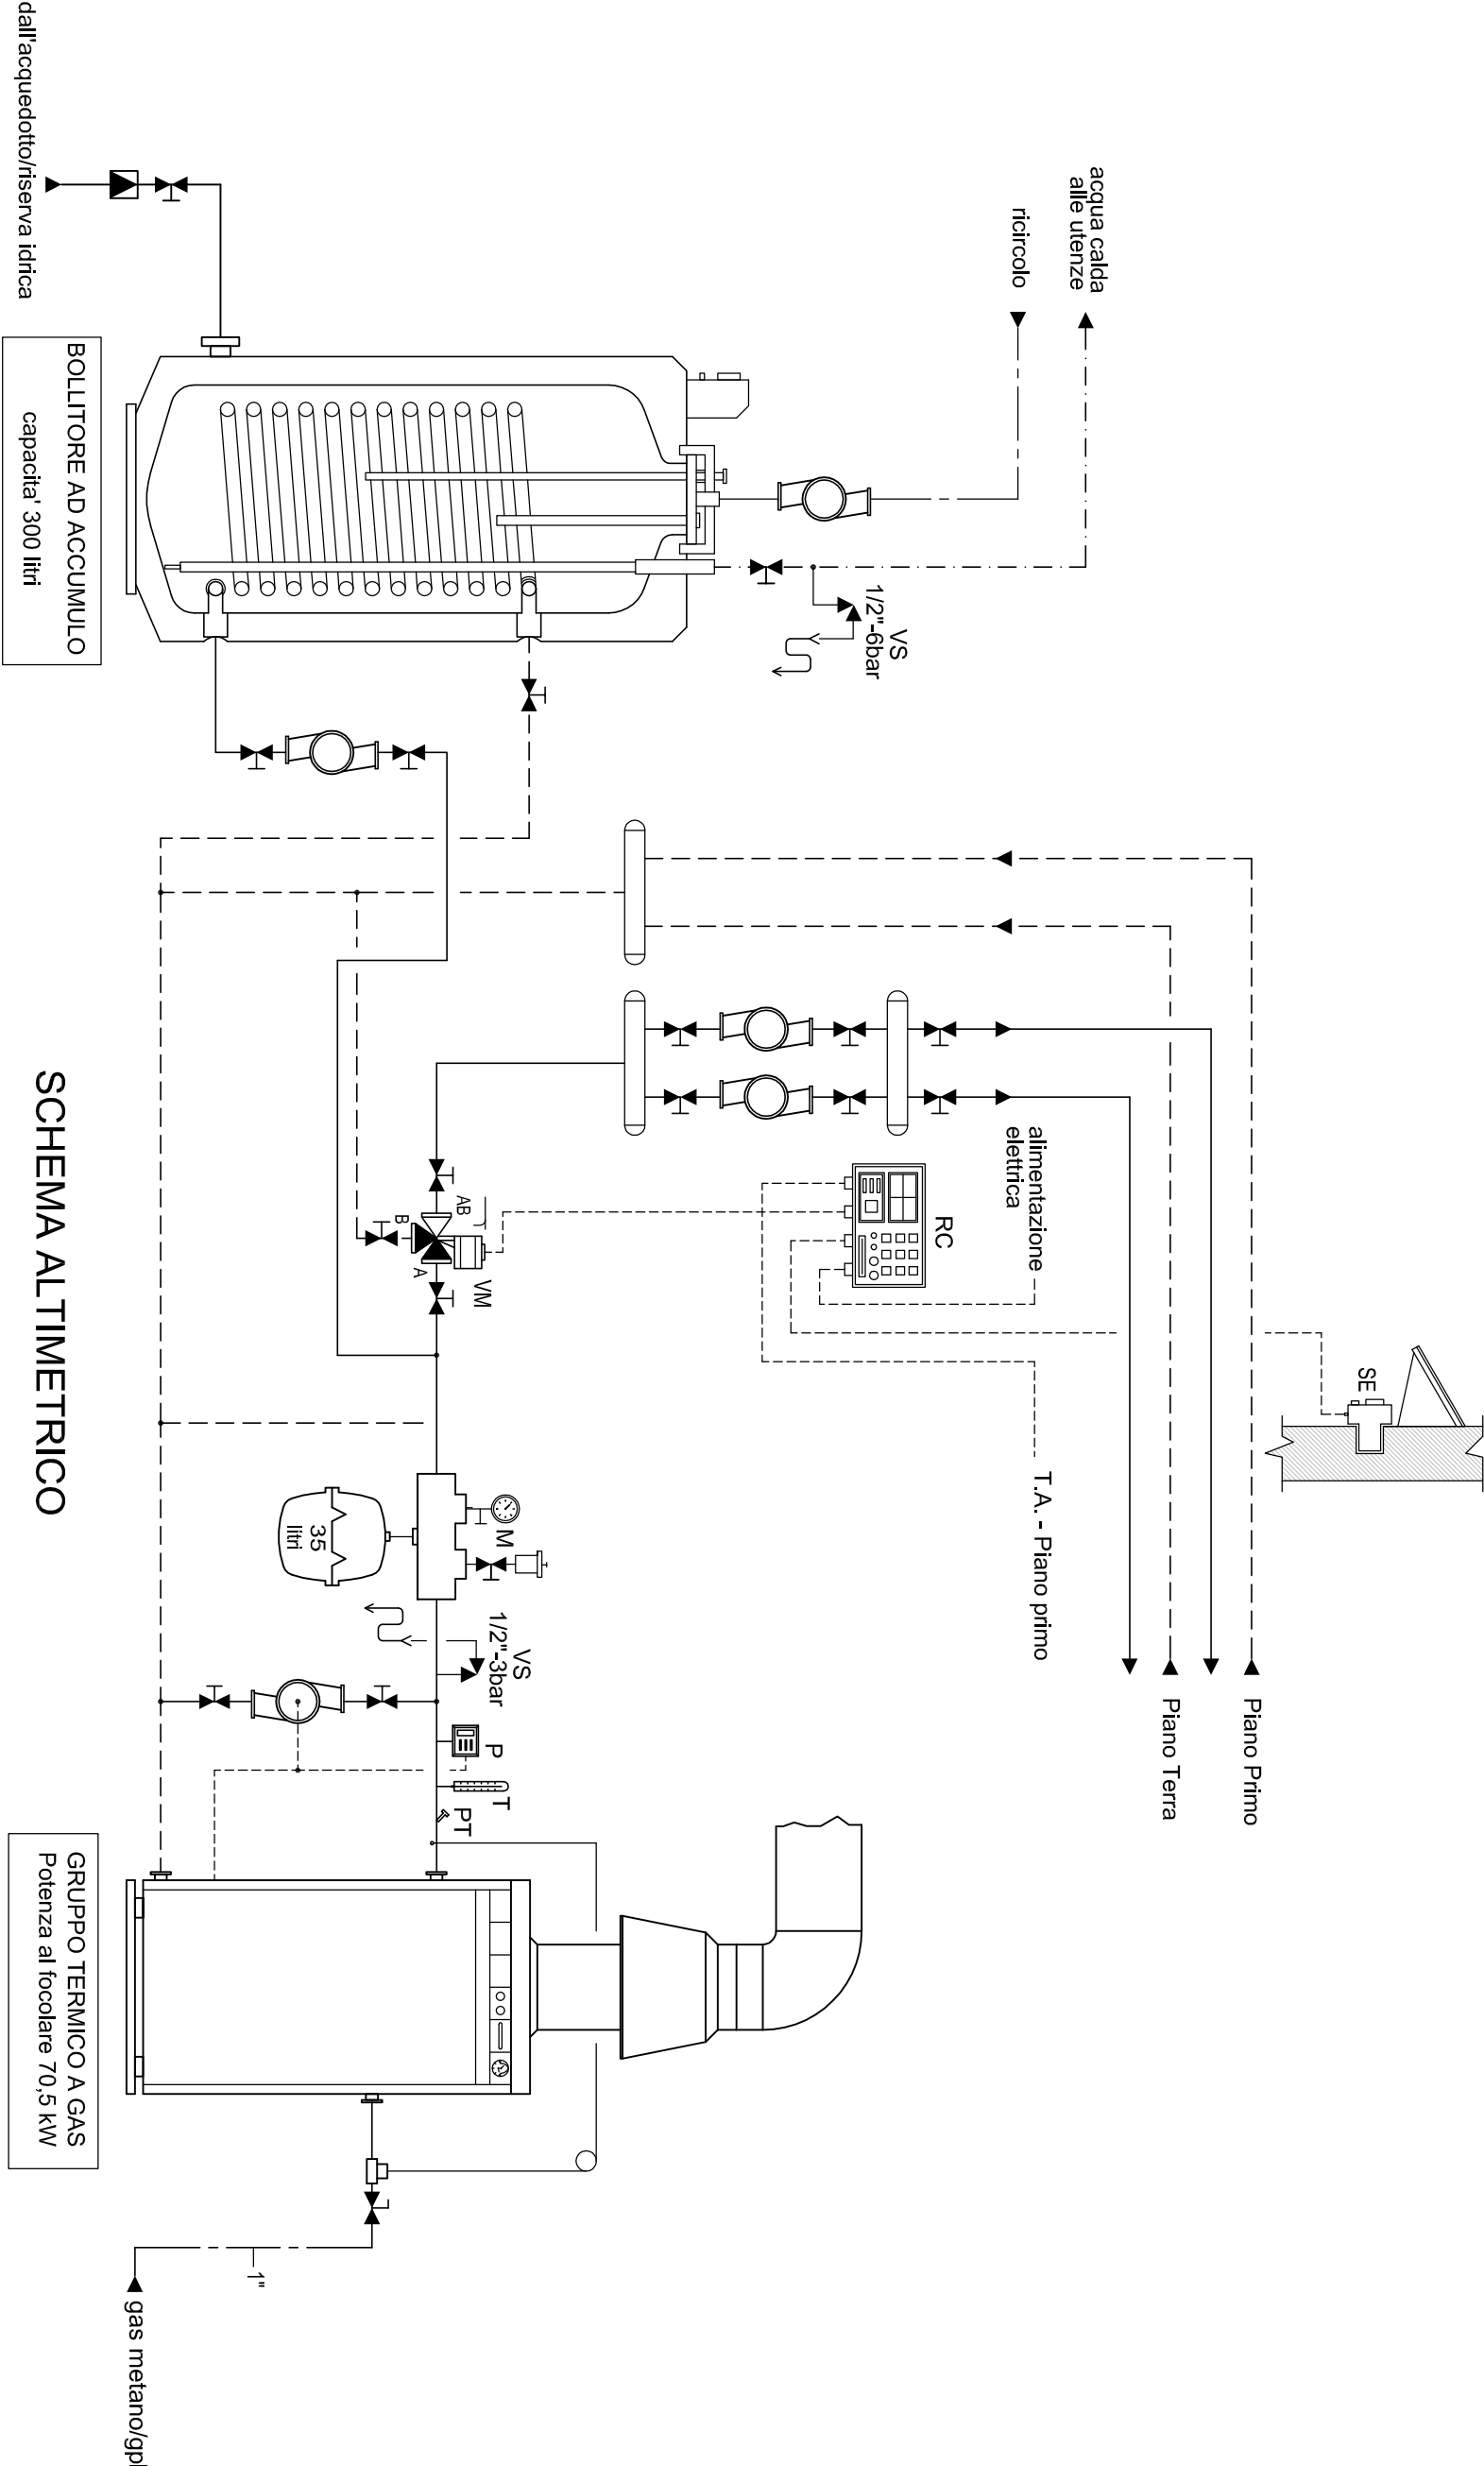 dall'acquedotto/riserva idrica
BOLLITORE AD ACCUMULO
capacita' 300 litri
acqua calda
alle utenze
ricircolo
VS
1/2"-6bar
alimentazione
elettrica
RC
AB
B
A
VM
SE
T.A. - Piano primo
Piano Primo
Piano Terra
M
35
litri
VS
1/2"-3bar
P
T
PT
SCHEMA ALTIMETRICO
GRUPPO TERMICO A GAS
Potenza al focolare 70,5 kW
1"
gas metano/gpl